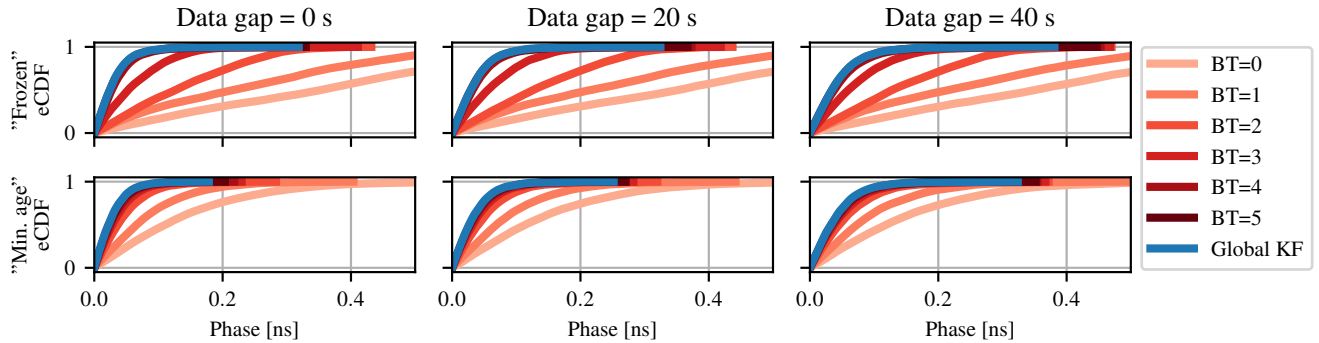 Data gap = 0 s
Data gap = 20 s
Data gap = 40 s
”Frozen”
eCDF
1
0
”Min. age”
eCDF
1
0
0.0
0.2
0.4
0.0
0.2
0.4
0.0
0.2
0.4
Phase [ns]
Phase [ns]
Phase [ns]
BT=0
BT=1
BT=2
BT=3
BT=4
BT=5
Global KF